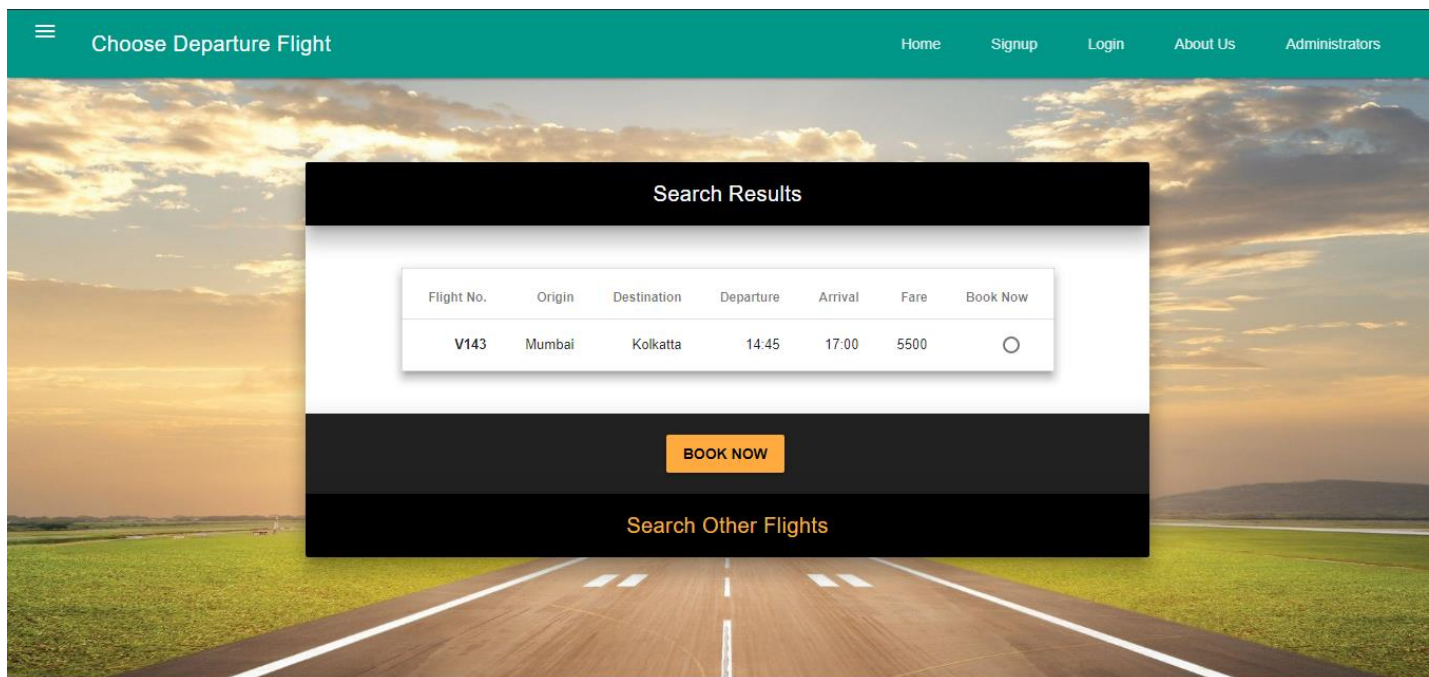 Choose Departure Flight Home Signup Login About Us Administrators
Search Results
Flight No. Origin Destination Departure Arrival Fare Book Now
V143 Mumbai Kolkatta 14:45 17:00 5500
BOOK NOW
Search Other Flights